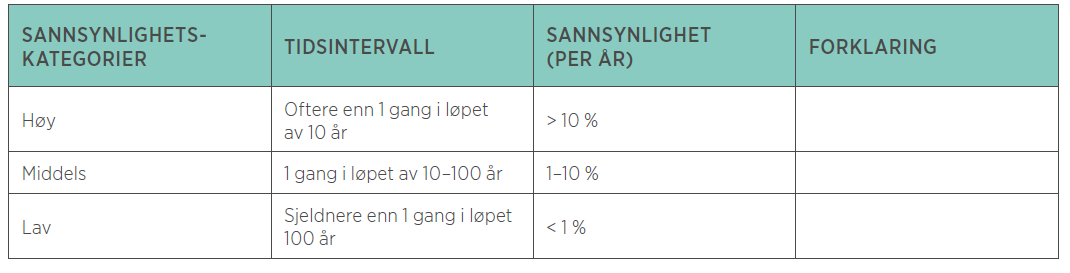 SANNSYNLIGHETS-
KATEGORIER
TIDSINTERVALL
SANNSYNLIGHET
(PER ÅR)
FORKLARING
Høy
Oftere enn 1 gang i løpet
av 10 år
> 10 %
Middels
1 gang i løpet av 10–100 år
1–10 %
Lav
Sjeldnere enn 1 gang i løpet
100 år
< 1 %